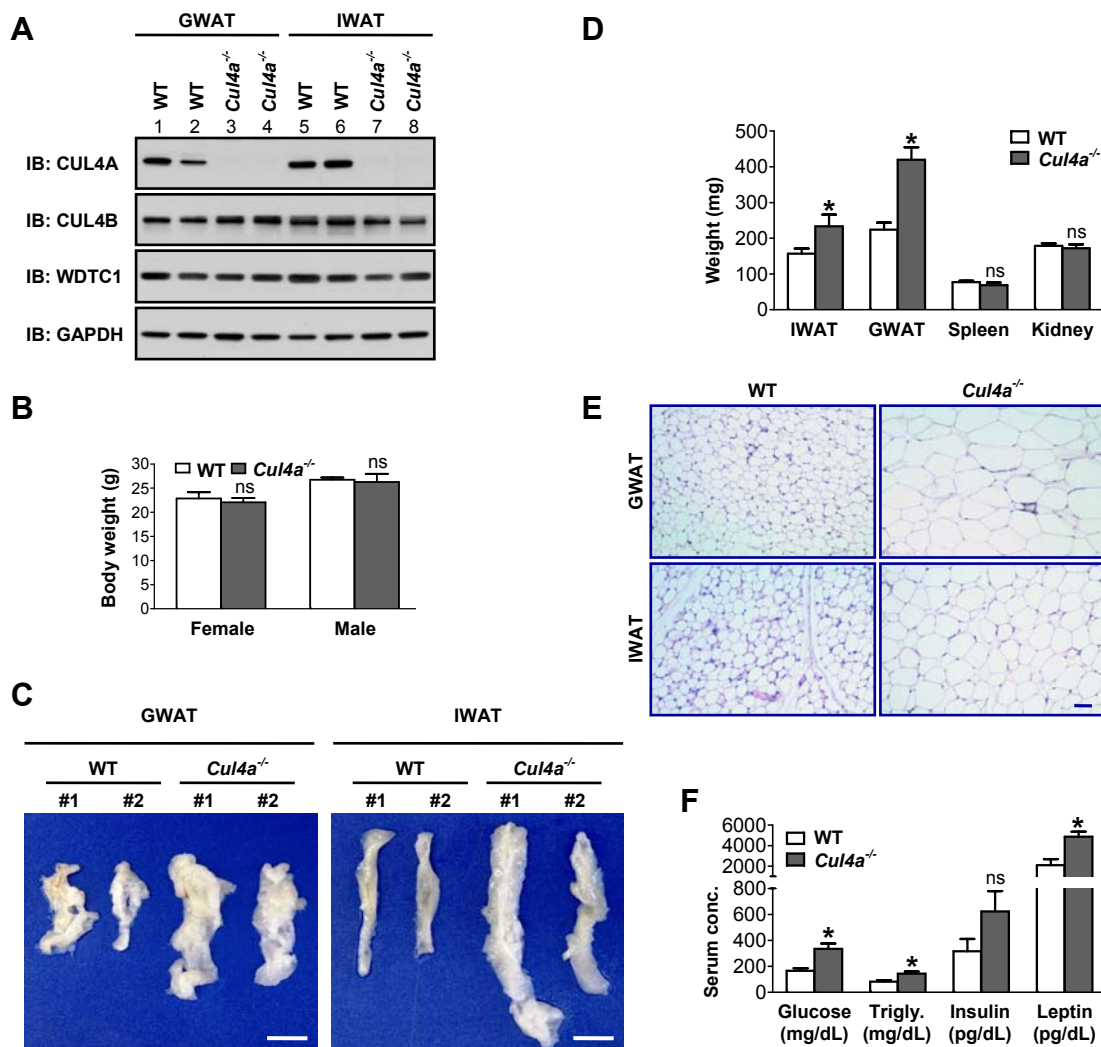 A
GWAT IWAT
WT WT Cul4a-/- Cul4a-/- WT WT Cul4a-/- Cul4a-/-
1 2 3 4 5 6 7 8
IB: CUL4A
IB: CUL4B
IB: WDTC1
IB: GAPDH
B
WT Cul4a-/-
Body weight (g)
30
25
20
15
10
5
0
ns
ns
Female Male
C
GWAT IWAT
WT Cul4a-/- WT Cul4a-/-
#1 #2 #1 #2 #1 #2 #1 #2
D
WT
Cul4a-/-
Weight (mg)
500
400
300
200
100
0
* * ns ns
IWAT GWAT Spleen Kidney
E
WT Cul4a-/-
GWAT
IWAT
F
WT
Cul4a-/-
Serum conc.
6000
4000
2000
800
600
400
200
0
* * ns *
Glucose Trigly. Insulin Leptin
(mg/dL) (mg/dL) (pg/dL) (pg/dL)